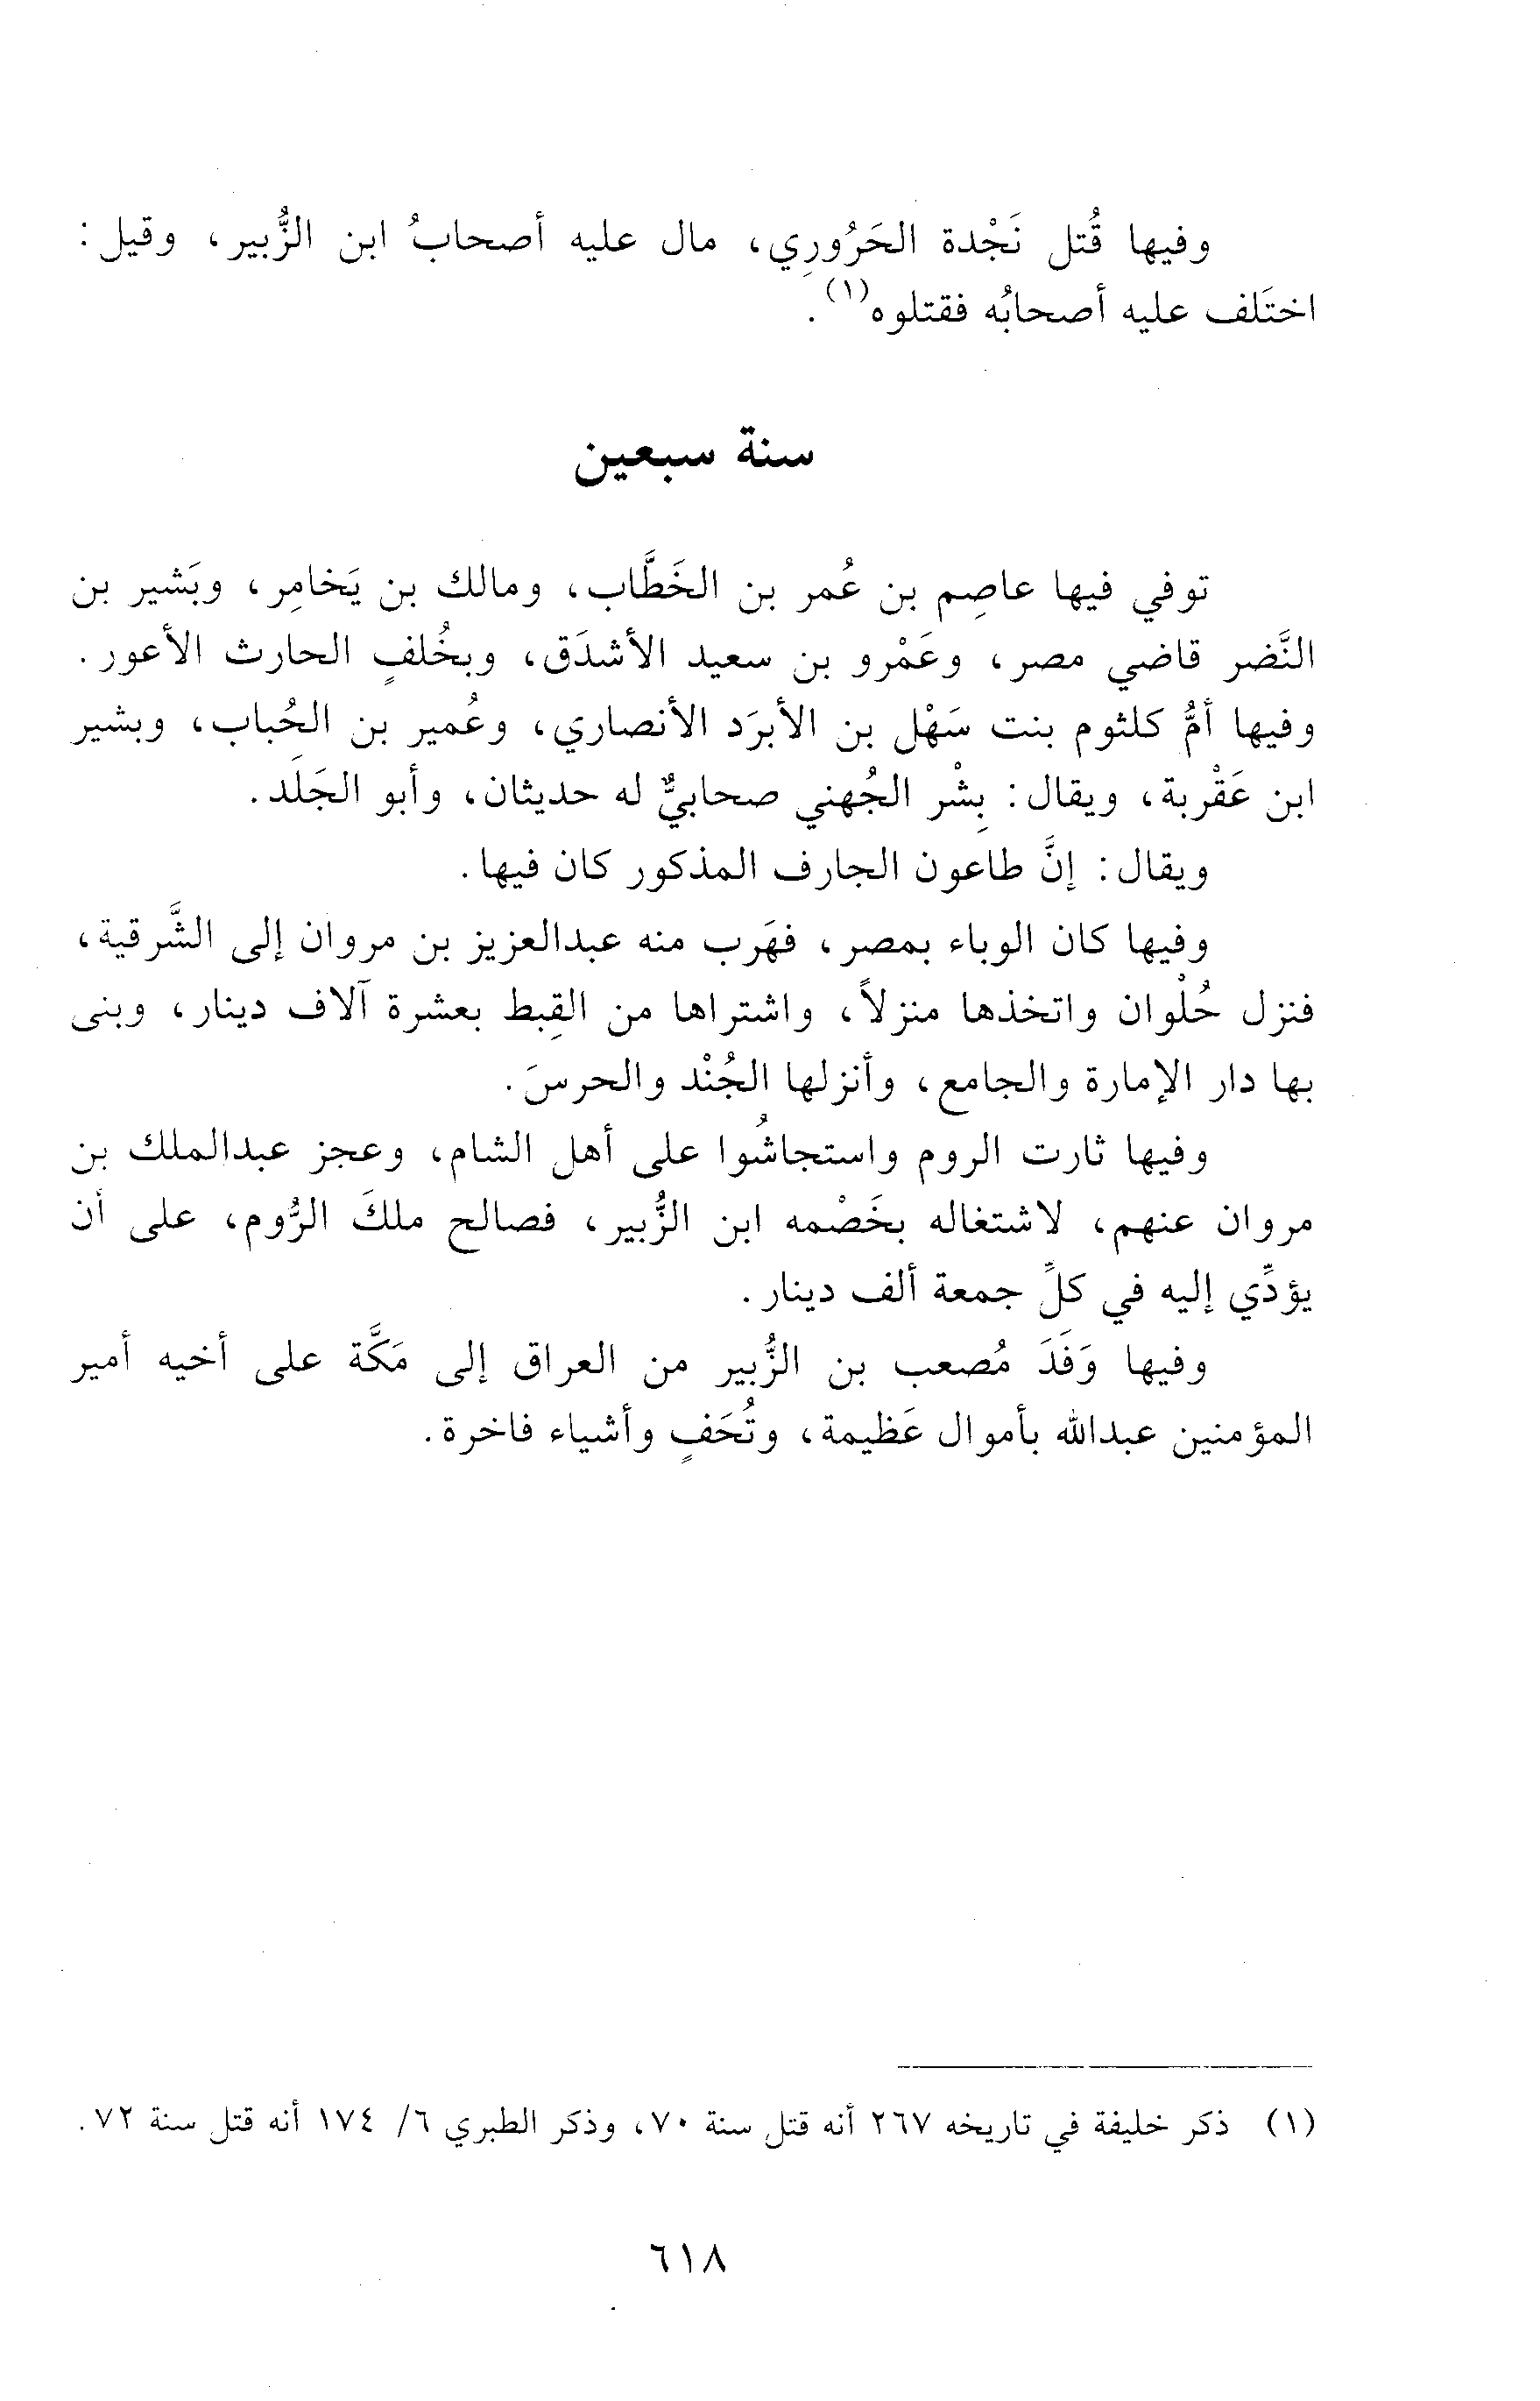 وفيها قُتل نَجْدة الحَرُورِي، مال عليه أصحابُ ابن الزُّبير، وقيل:
اختَلف عليه أصحابُه فقتلوه(١).
سنة سبعين
توفي فيها عاصِم بن عُمر بن الخَطَّاب، ومالك بن يَخامِر، وبَشير بن
النَّضر قاضي مصر، وعَمْرو بن سعيد الأشدَق، وبخُلفٍ الحارث الأعور.
وفيها أمُّ كلثوم بنت سَهْل بن الأبرَد الأنصاري، وعُمير بن الحُباب، وبشير
ابن عَقْربة، ويقال: بِشْر الجُهني صحابيٌّ له حديثان، وأبو الجَلَد.
ويقال: إنَّ طاعون الجارف المذكور كان فيها.
وفيها كان الوباء بمصر، فهَرب منه عبدالعزيز بن مروان إلى الشَّرقية،
فنزل حُلْوان واتخذها منزلاً، واشتراها من القِبط بعشرة آلاف دينار، وبنى
بها دار الإمارة والجامع، وأنزلها الجُنْد والحرسَ.
وفيها ثارت الروم واستجاشُوا على أهل الشام، وعجز عبدالملك بن
مروان عنهم، لاشتغاله بخَصْمه ابن الزُّبير، فصالح ملكَ الرُّوم، على أن
يؤدِّي إليه في كلِّ جمعة ألف دينار.
وفيها وَفَدَ مُصعب بن الزُّبير من العراق إلى مَكَّة على أخيه أمير
المؤمنين عبدالله بأموال عَظيمة، وتُحَفٍ وأشياء فاخرة.
(١) ذكر خليفة في تاريخه ٢٦٧ أنه قتل سنة ٧٠، وذكر الطبري ٦/ ١٧٤ أنه قتل سنة ٧٢.
٦١٨